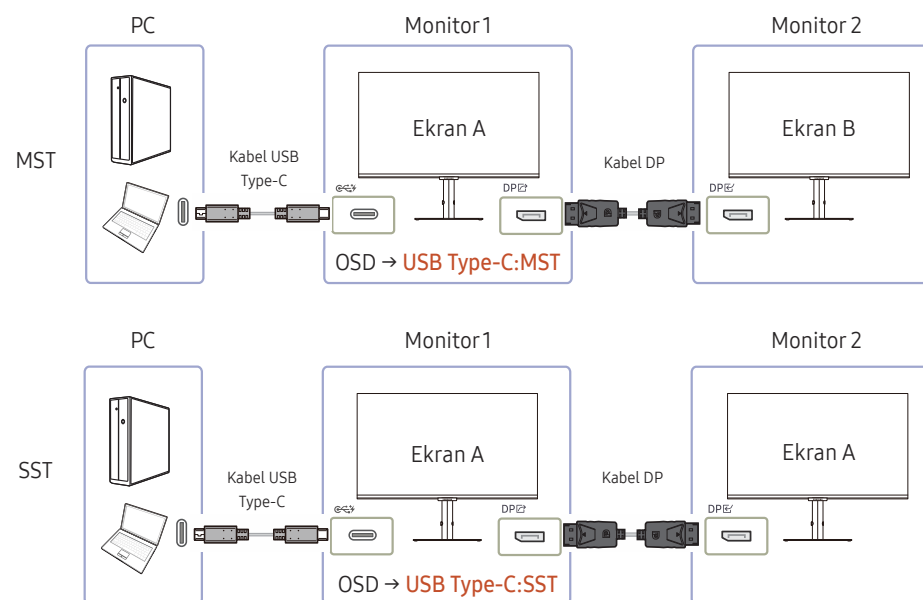 PC
Monitor 1
Monitor 2
MST
Kabel USB
Type-C
Ekran A
DP
OSD → USB Type-C:MST
Kabel DP
DP
Ekran B
PC
Monitor 1
Monitor 2
SST
Kabel USB
Type-C
Ekran A
DP
OSD → USB Type-C:SST
Kabel DP
DP
Ekran A